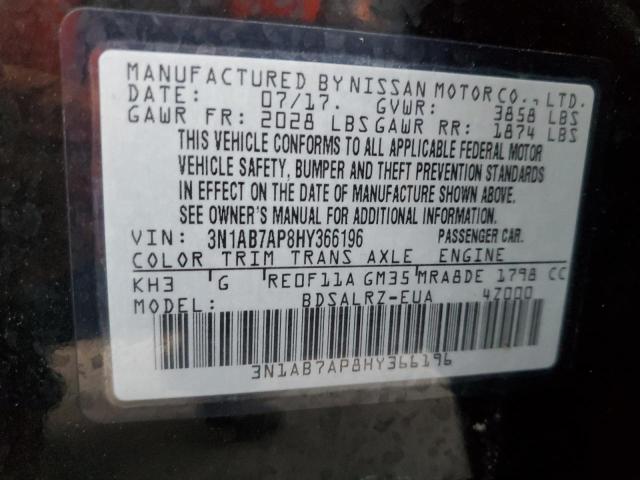 MANUFACTURED BY NISSAN MOTOR CO., LTD.
DATE: 07/17. GVWR: 3858 LBS
GAWR FR: 2028 LBS GAWR RR: 1874 LBS
THIS VEHICLE CONFORMS TO ALL APPLICABLE FEDERAL MOTOR
VEHICLE SAFETY, BUMPER AND THEFT PREVENTION STANDARDS
IN EFFECT ON THE DATE OF MANUFACTURE SHOWN ABOVE.
SEE OWNER'S MANUAL FOR ADDITIONAL INFORMATION.
VIN: 3N1AB7AP8HY366196 PASSENGER CAR.
COLOR TRIM TRANS AXLE ENGINE
KH3 G RE0F11A GM35 MRA8DE 1798 CC
MODEL: BDSALRZ-EUA 4Z000
3N1AB7AP8HY366196